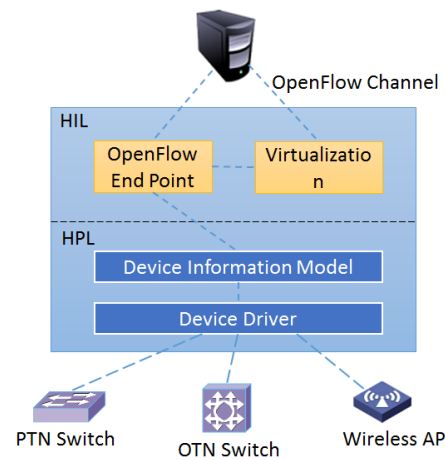 OpenFlow Channel
HIL
OpenFlow
End Point
Virtualizatio
n
HPL
Device Information Model
Device Driver
PTN Switch
OTN Switch
Wireless AP